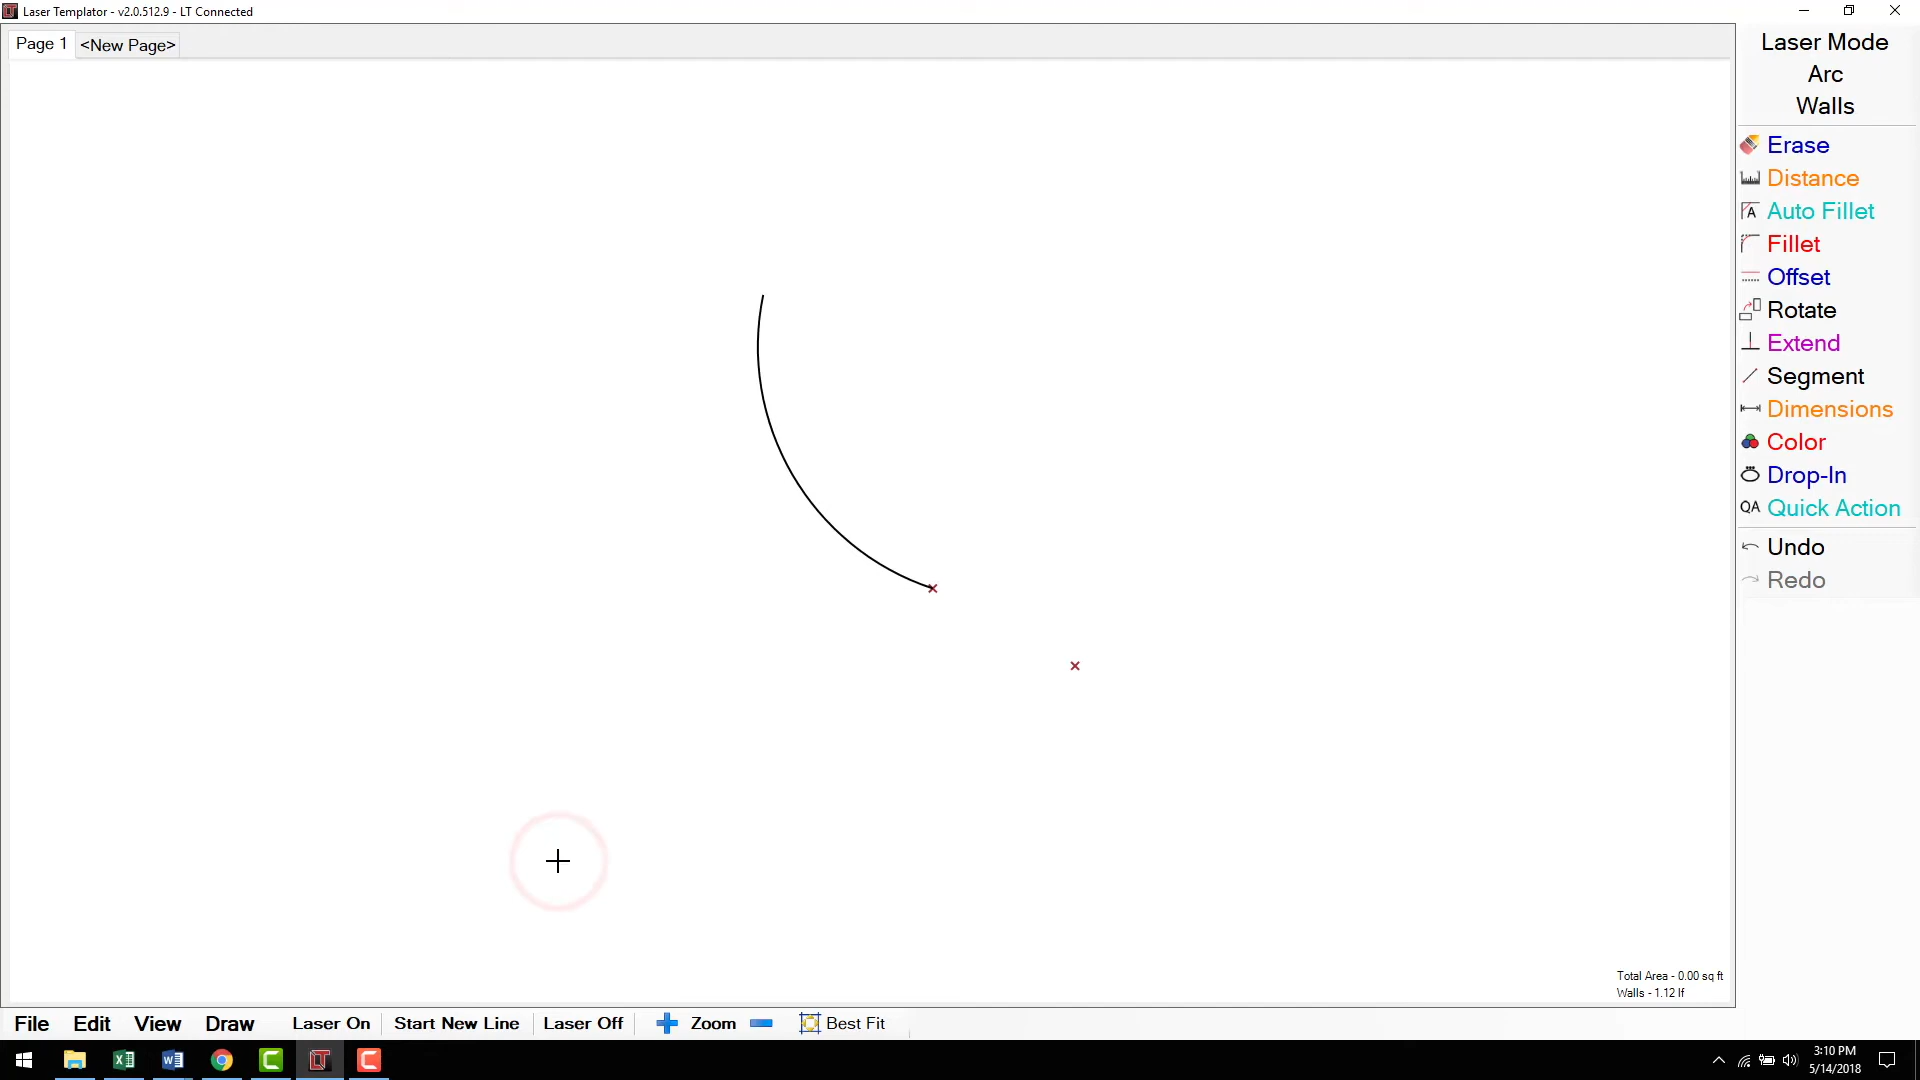 Laser Templator - v2.0.512.9 - LT Connected
Page 1 <New Page>
Laser Mode
Arc
Walls
Erase
Distance
A Auto Fillet
Fillet
Offset
Rotate
Extend
Segment
Dimensions
Color
Drop-In
QA Quick Action
Undo
Redo
Total Area - 0.00 sq ft
Walls - 1.12 lf
File Edit View Draw Laser On Start New Line Laser Off Zoom Best Fit
3:10 PM
5/14/2018